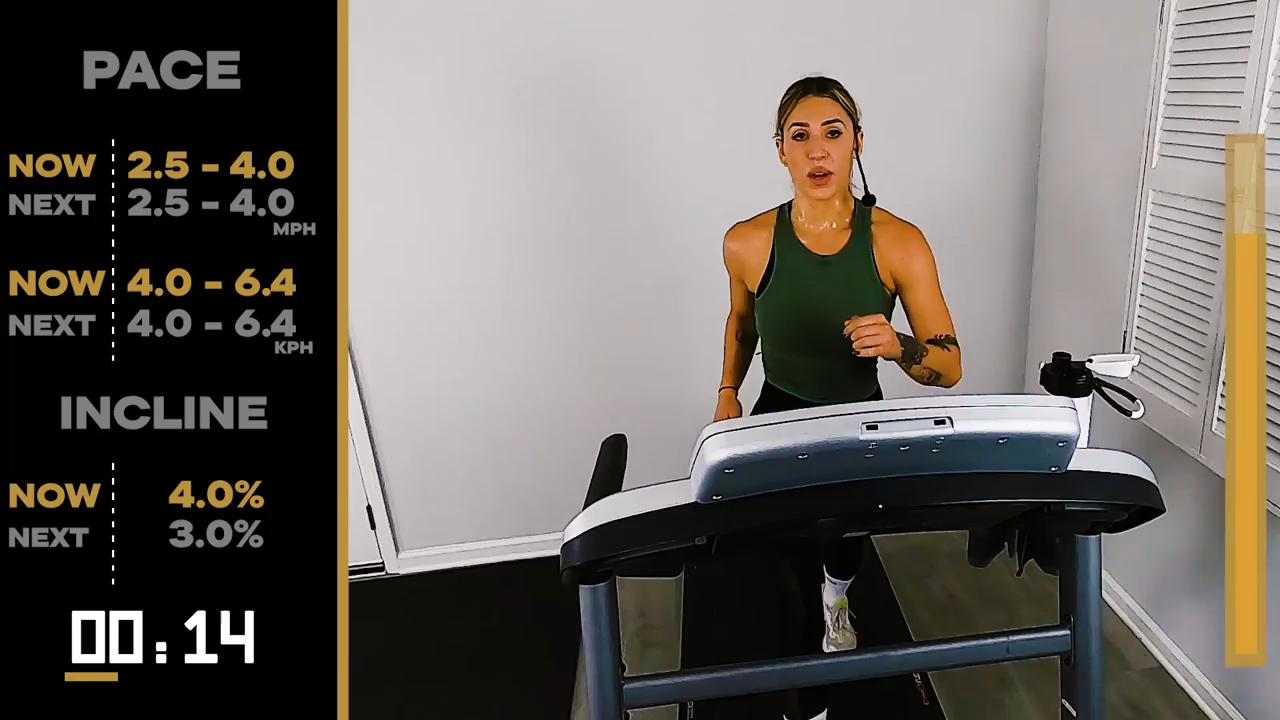 PACE
NOW 2.5 - 4.0
NEXT 2.5 - 4.0
MPH
NOW 4.0 - 6.4
NEXT 4.0 - 6.4
KPH
INCLINE
NOW 4.0%
NEXT 3.0%
00:14